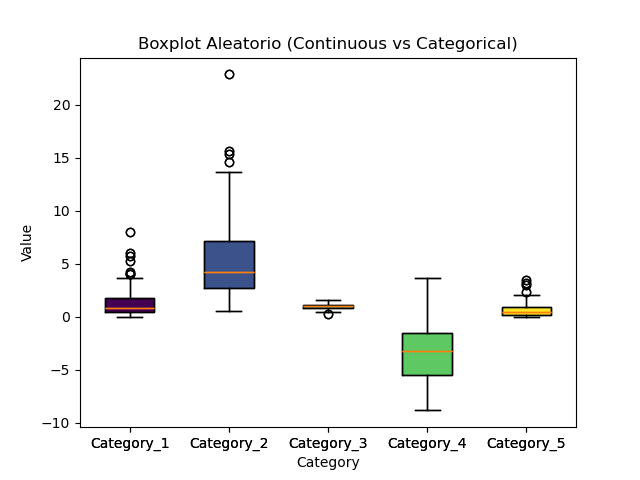 Boxplot Aleatorio (Continuous vs Categorical)
20
15
10
5
0
−5
−10
Value
Category_1 Category_2 Category_3 Category_4 Category_5
Category